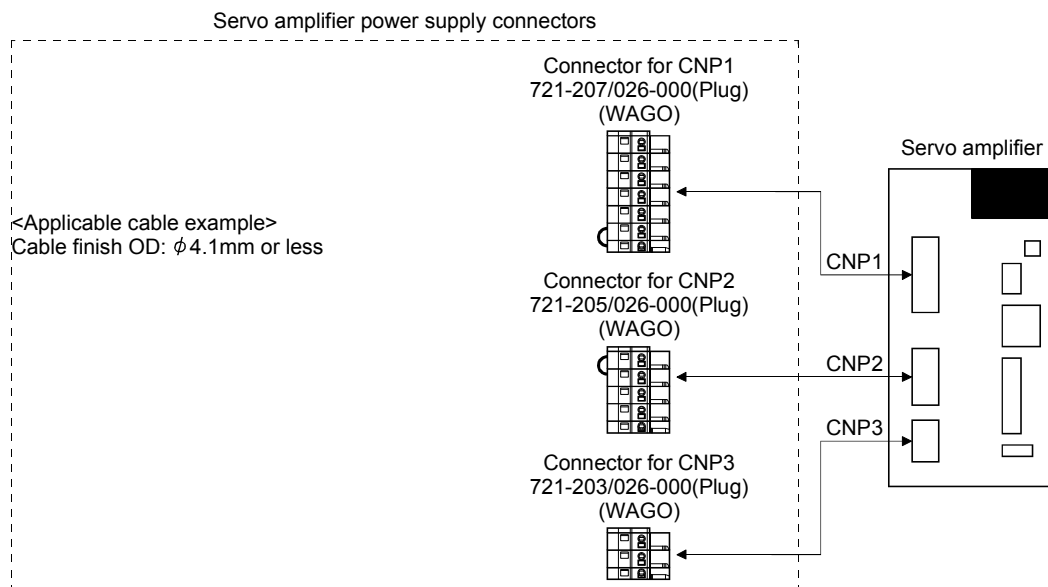 Servo amplifier power supply connectors
Connector for CNP1
721-207/026-000(Plug)
(WAGO)
Servo amplifier
<Applicable cable example>
Cable finish OD: φ4.1mm or less
CNP1
Connector for CNP2
721-205/026-000(Plug)
(WAGO)
CNP2
CNP3
Connector for CNP3
721-203/026-000(Plug)
(WAGO)